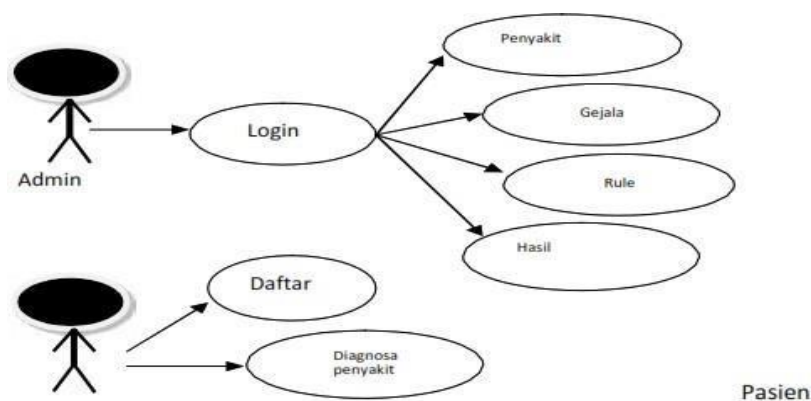 Penyakit
Login
Gejala
Admin
Rule
Hasil
Daftar
Diagnosa
penyakit
Pasien